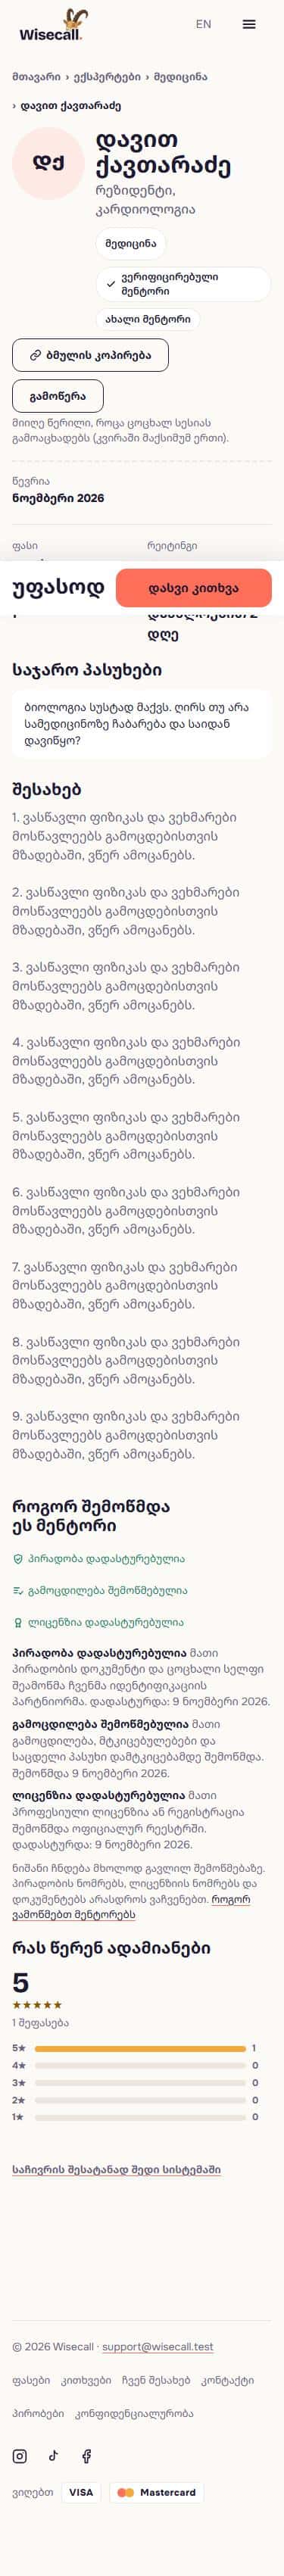 Wisecall.
EN
მთავარი › ექსპერტები › მედიცინა
› დავით ქავთარაძე
დქ
დავით
ქავთარაძე
რეზიდენტი,
კარდიოლოგია
მედიცინა
ვერიფიცირებული
მენტორი
ახალი მენტორი
ბმულის კოპირება
გამოწერა
მიიღე წერილი, როცა ცოცხალ სესიას
გამოაცხადებს (კვირაში მაქსიმუმ ერთი).
წევრია
ნოემბერი 2026
ფასი
რეიტინგი
უფასოდ
დასვი კითხვა
დღე
საჯარო პასუხები
ბიოლოგია სუსტად მაქვს. ღირს თუ არა
სამედიცინოზე ჩაბარება და საიდან
დავიწყო?
შესახებ
1. ვასწავლი ფიზიკას და ვეხმარები
მოსწავლეებს გამოცდებისთვის
მზადებაში, ვწერ ამოცანებს.
2. ვასწავლი ფიზიკას და ვეხმარები
მოსწავლეებს გამოცდებისთვის
მზადებაში, ვწერ ამოცანებს.
3. ვასწავლი ფიზიკას და ვეხმარები
მოსწავლეებს გამოცდებისთვის
მზადებაში, ვწერ ამოცანებს.
4. ვასწავლი ფიზიკას და ვეხმარები
მოსწავლეებს გამოცდებისთვის
მზადებაში, ვწერ ამოცანებს.
5. ვასწავლი ფიზიკას და ვეხმარები
მოსწავლეებს გამოცდებისთვის
მზადებაში, ვწერ ამოცანებს.
6. ვასწავლი ფიზიკას და ვეხმარები
მოსწავლეებს გამოცდებისთვის
მზადებაში, ვწერ ამოცანებს.
7. ვასწავლი ფიზიკას და ვეხმარები
მოსწავლეებს გამოცდებისთვის
მზადებაში, ვწერ ამოცანებს.
8. ვასწავლი ფიზიკას და ვეხმარები
მოსწავლეებს გამოცდებისთვის
მზადებაში, ვწერ ამოცანებს.
9. ვასწავლი ფიზიკას და ვეხმარები
მოსწავლეებს გამოცდებისთვის
მზადებაში, ვწერ ამოცანებს.
როგორ შემოწმდა
ეს მენტორი
პირადობა დადასტურებულია
გამოცდილება შემოწმებულია
ლიცენზია დადასტურებულია
პირადობა დადასტურებულია მათი
პირადობის დოკუმენტი და ცოცხალი სელფი
შეამოწმა ჩვენმა იდენტიფიკაციის
პარტნიორმა. დადასტურდა: 9 ნოემბერი 2026.
გამოცდილება შემოწმებულია მათი
გამოცდილება, მტკიცებულებები და
საცდელი პასუხი დამტკიცებამდე შემოწმდა.
შემოწმდა 9 ნოემბერი 2026.
ლიცენზია დადასტურებულია მათი
პროფესიული ლიცენზია ან რეგისტრაცია
შემოწმდა ოფიციალურ რეესტრში.
დადასტურდა: 9 ნოემბერი 2026.
ნიშანი ჩნდება მხოლოდ გავლილ შემოწმებაზე.
პირადობის ნომრებს, ლიცენზიის ნომრებს და
დოკუმენტებს არასდროს ვაჩვენებთ. როგორ
ვამოწმებთ მენტორებს
რას წერენ ადამიანები
5
★★★★★
1 შეფასება
5★ 1
4★ 0
3★ 0
2★ 0
1★ 0
საჩივრის შესატანად შედი სისტემაში
© 2026 Wisecall · support@wisecall.test
ფასები კითხვები ჩვენ შესახებ კონტაქტი
პირობები კონფიდენციალურობა
ვიღებთ VISA Mastercard